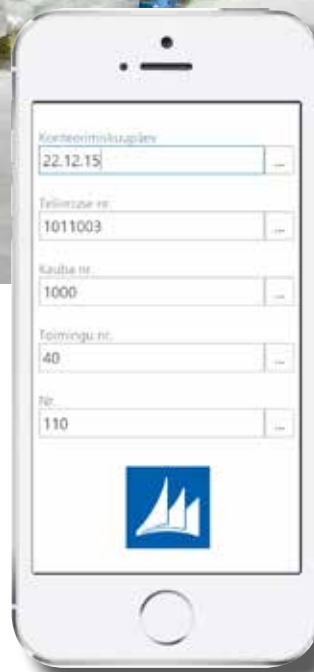 Konteerimiskuupäev
22.12.15
...
Tellimuse nr.
1011003
...
Kauba nr.
1000
...
Toimingu nr.
40
...
Nr.
110
...